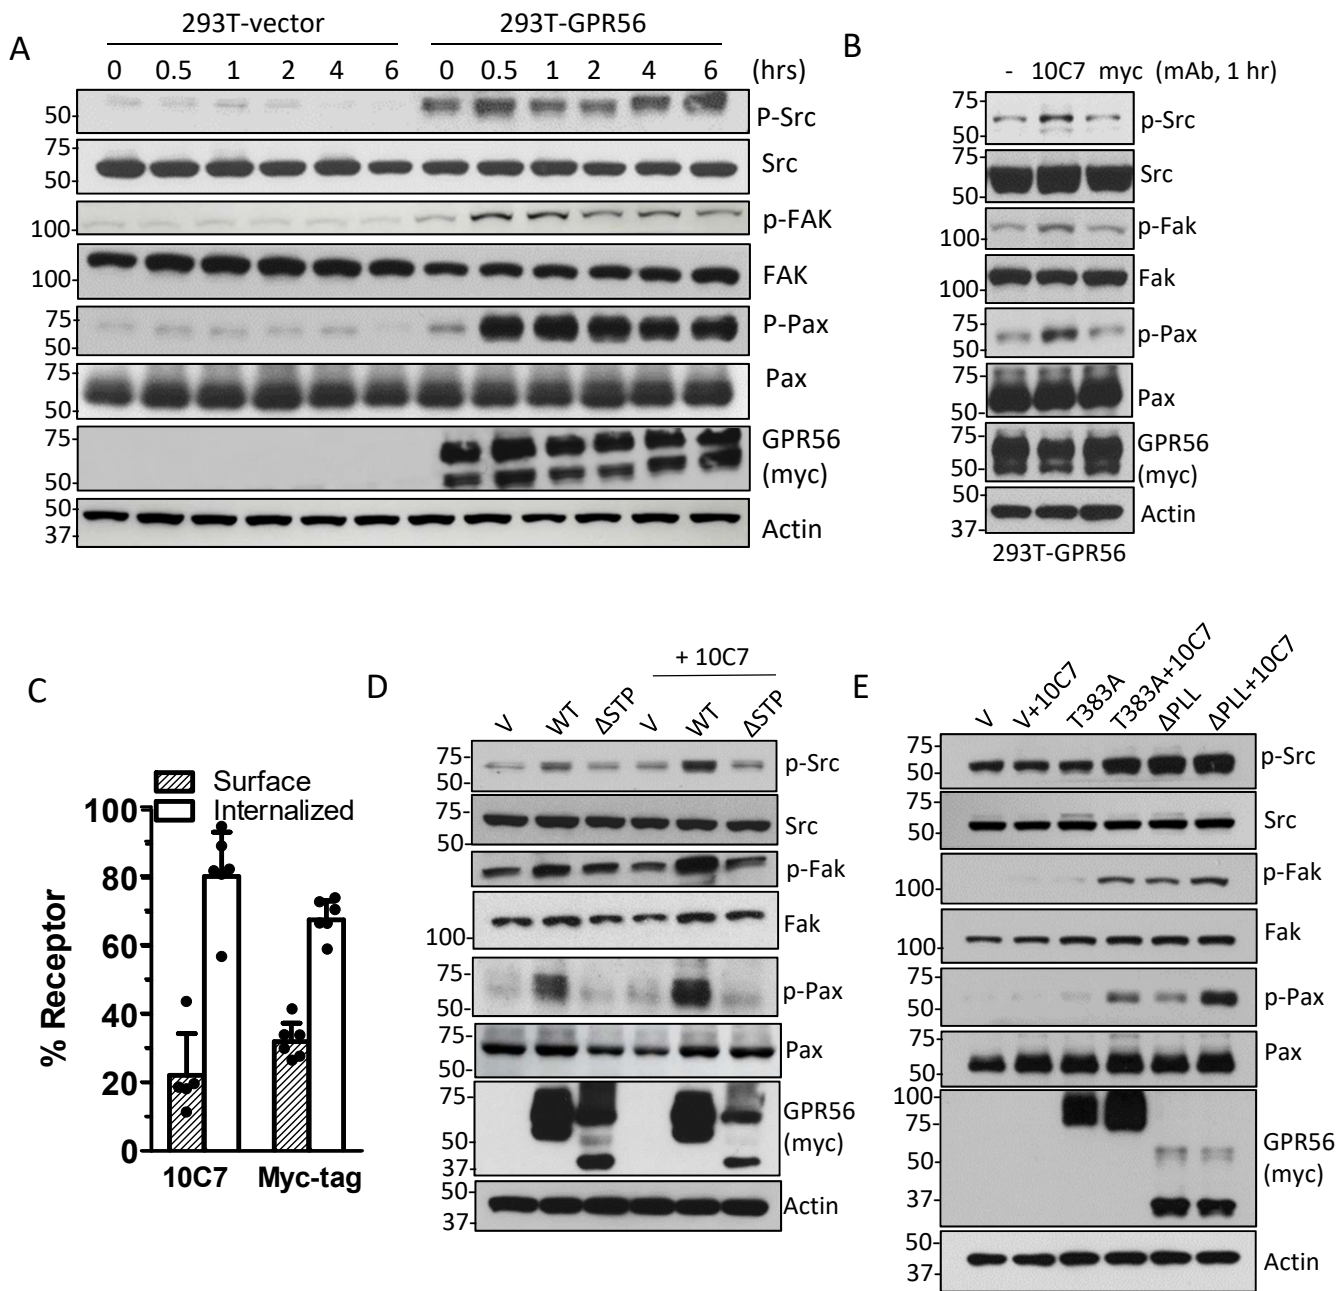 A
293T-vector 293T-GPR56
0 0.5 1 2 4 6 0 0.5 1 2 4 6 (hrs)
50 P-Src
75
50 Src
100 p-FAK
100 FAK
75
50 P-Pax
75
50 Pax
75
50 GPR56
(myc)
50
37 Actin
B
- 10C7 myc (mAb, 1 hr)
75
50 p-Src
75
50 Src
100 p-Fak
100 Fak
75
50 p-Pax
75
50 Pax
75
50 GPR56
(myc)
50
37 Actin
293T-GPR56
C
Surface
Internalized
% Receptor
100
80
60
40
20
0
10C7 Myc-tag
D
+ 10C7
V WT ΔSTP V WT ΔSTP
75
50 p-Src
75
50 Src
p-Fak
100 Fak
75
50 p-Pax
75
50 Pax
75
50
37 GPR56
(myc)
50
37 Actin
E
V V+10C7 T383A T383A+10C7 ΔPLL ΔPLL+10C7
75
50 p-Src
75
50 Src
100 p-Fak
100 Fak
75
50 p-Pax
75
50 Pax
100
75
50
37 GPR56
(myc)
50
37 Actin